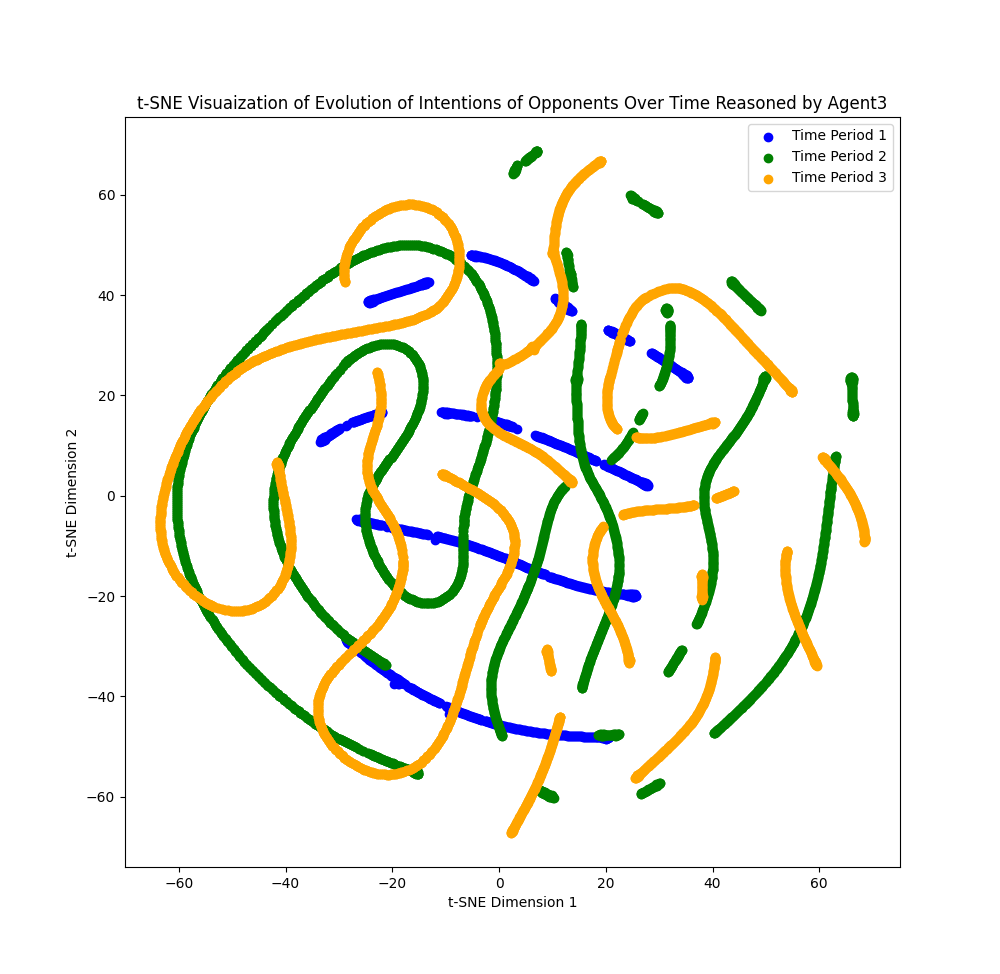 t-SNE Visuaization of Evolution of Intentions of Opponents Over Time Reasoned by Agent3
Time Period 1
Time Period 2
Time Period 3
60
40
20
0
−20
−40
−60
t-SNE Dimension 2
−60
−40
−20
0
20
40
60
t-SNE Dimension 1